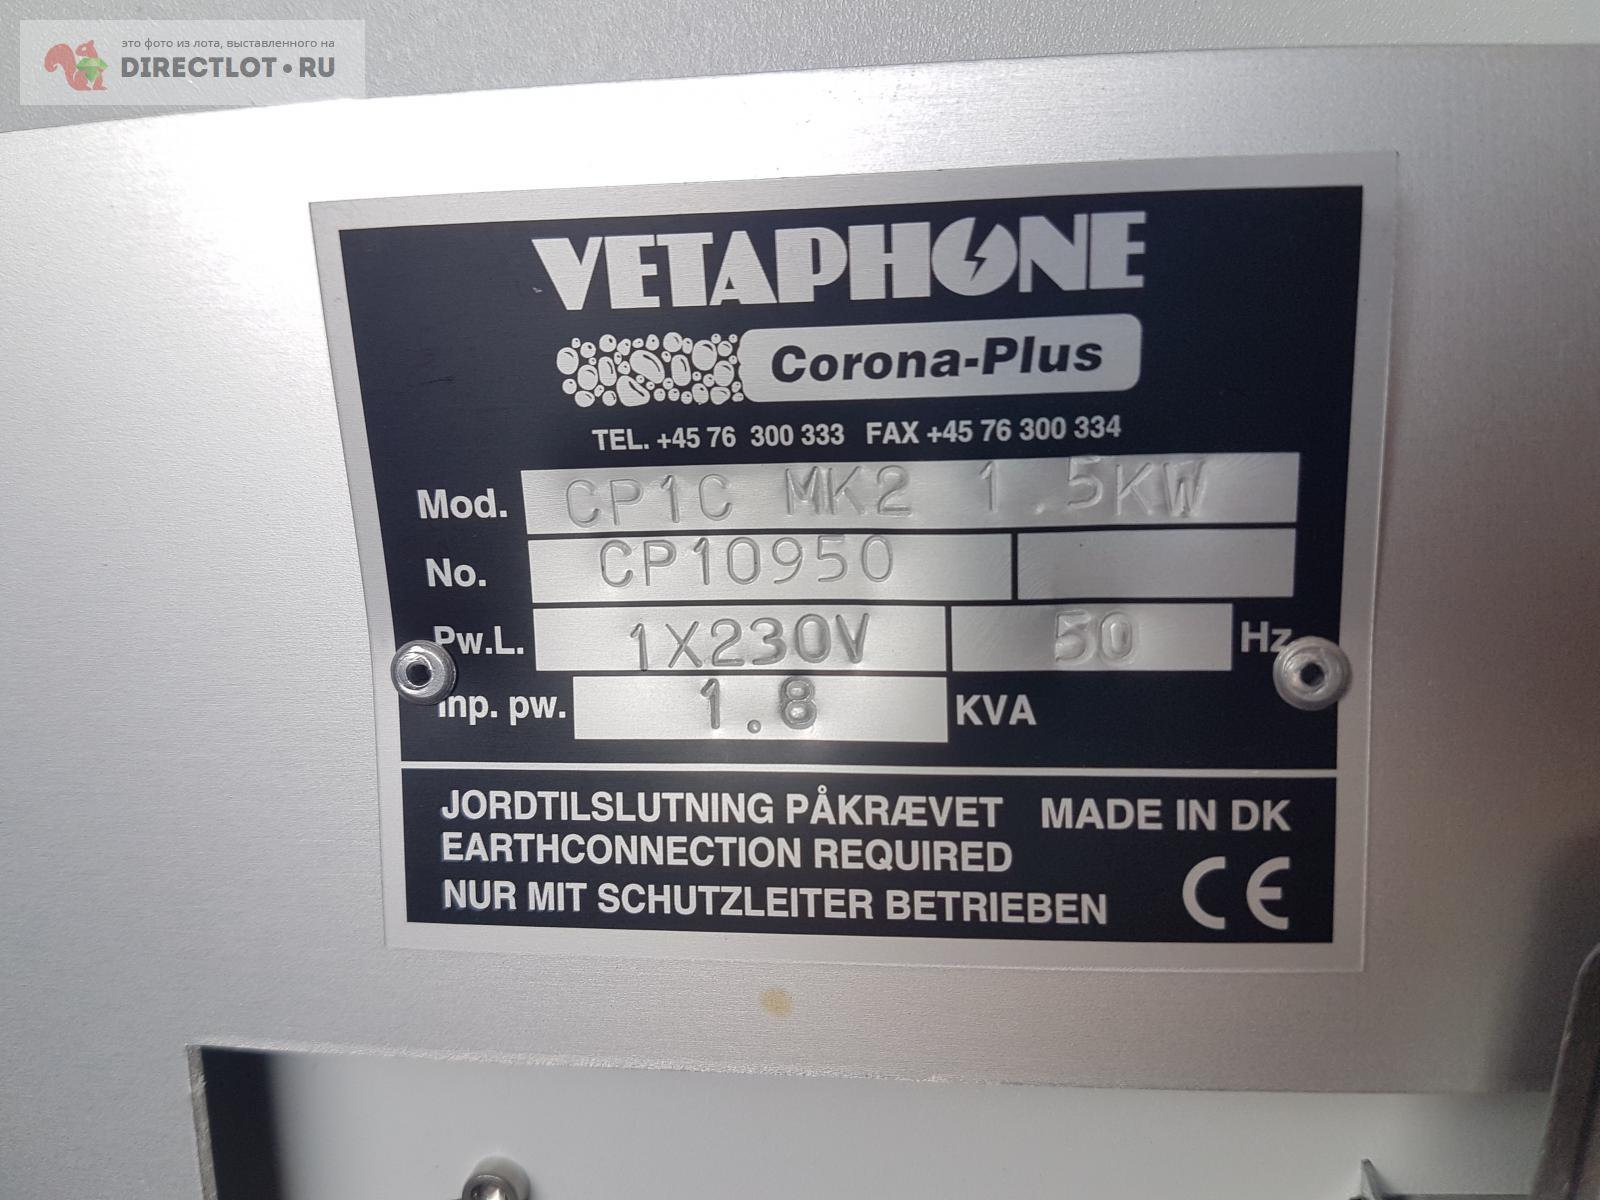 это фото из лота, выставленного на
DIRECTLOT.RU
VETAPHONE
Corona-Plus
TEL. +45 76 300 333 FAX +45 76 300 334
Mod. CP1C MK2 1.5KW
No. CP10950
Pw.L. 1X230V 50 Hz
Inp. pw. 1.8 KVA
JORDTILSLUTNING PÅKRÆVET MADE IN DK
EARTHCONNECTION REQUIRED
NUR MIT SCHUTZLEITER BETRIEBEN CE